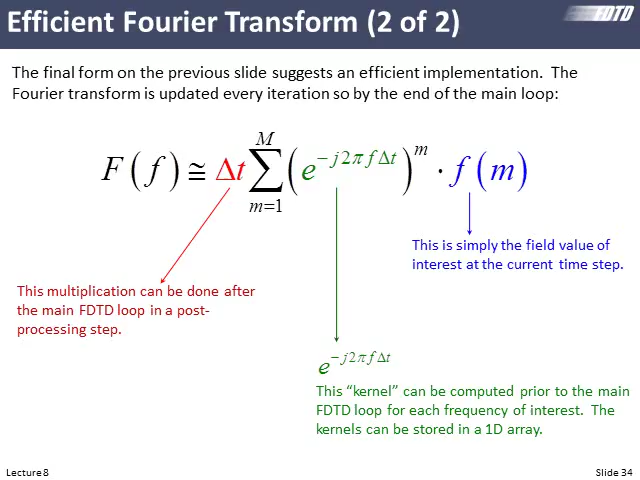 Efficient Fourier Transform (2 of 2)
FDTD
The final form on the previous slide suggests an efficient implementation. The
Fourier transform is updated every iteration so by the end of the main loop:
F(f) ≅ Δt ∑_{m=1}^{M} (e^{−j2πfΔt})^m · f(m)
This is simply the field value of
interest at the current time step.
This multiplication can be done after
the main FDTD loop in a post-
processing step.
e^{−j2πfΔt}
This “kernel” can be computed prior to the main
FDTD loop for each frequency of interest. The
kernels can be stored in a 1D array.
Lecture 8
Slide 34